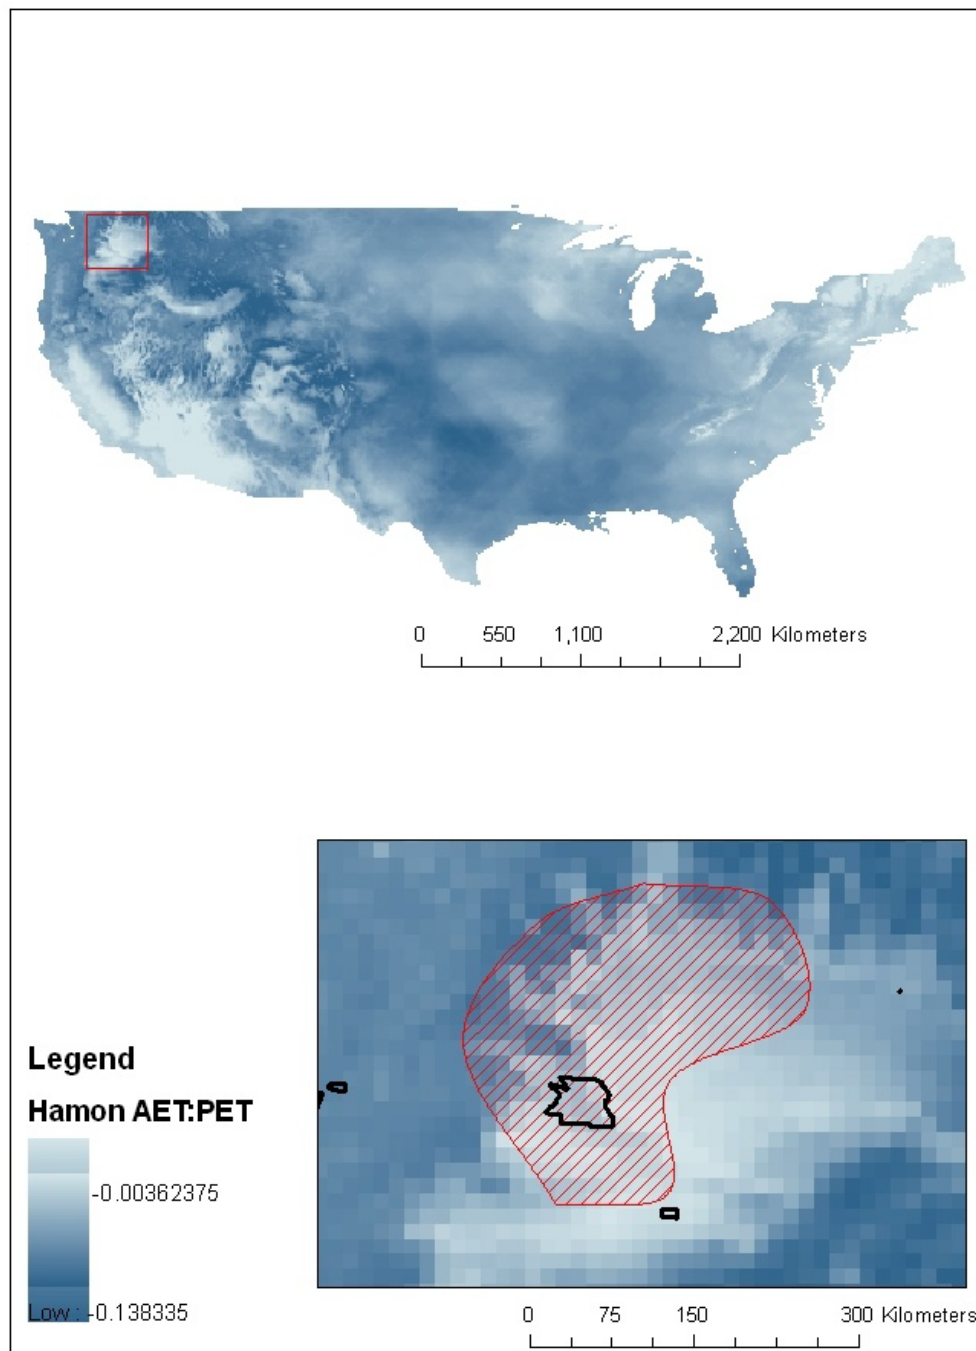 0 550 1,100 2,200 Kilometers
Legend
Hamon AET:PET
-0.00362375
Low : -0.138335
0 75 150 300 Kilometers